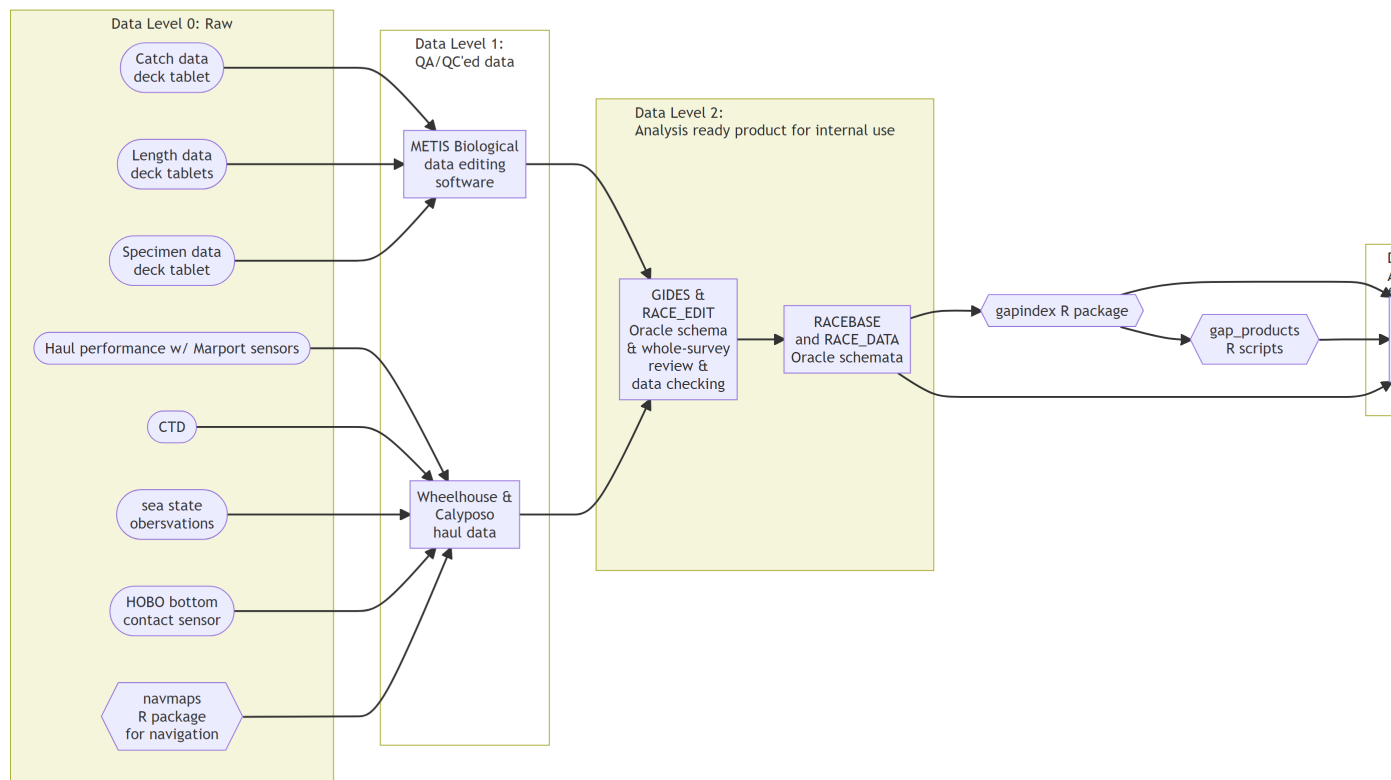 Data Level 0: Raw
Catch data
deck tablet
Length data
deck tablets
Specimen data
deck tablet
Haul performance w/ Marport sensors
CTD
sea state
obersvations
HOBO bottom
contact sensor
navmaps
R package
for navigation
Data Level 1:
QA/QC'ed data
METIS Biological
data editing
software
Wheelhouse &
Calyposo
haul data
Data Level 2:
Analysis ready product for internal use
GIDES &
RACE_EDIT
Oracle schema
& whole-survey
review &
data checking
RACEBASE
and RACE_DATA
Oracle schemata
gapindex R package
gap_products
R scripts